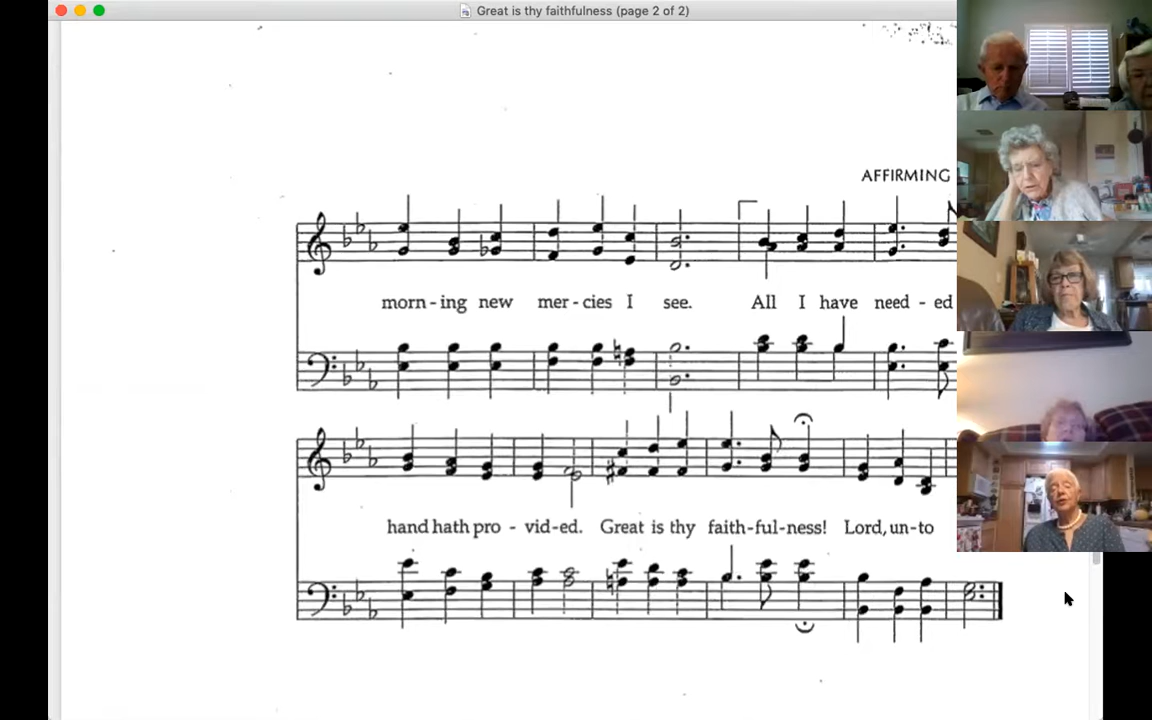 Great is thy faithfulness (page 2 of 2)
AFFIRMING
morn - ing new mer - cies I see. All I have need - ed
hand hath pro - vid - ed. Great is thy faith - ful - ness! Lord, un - to